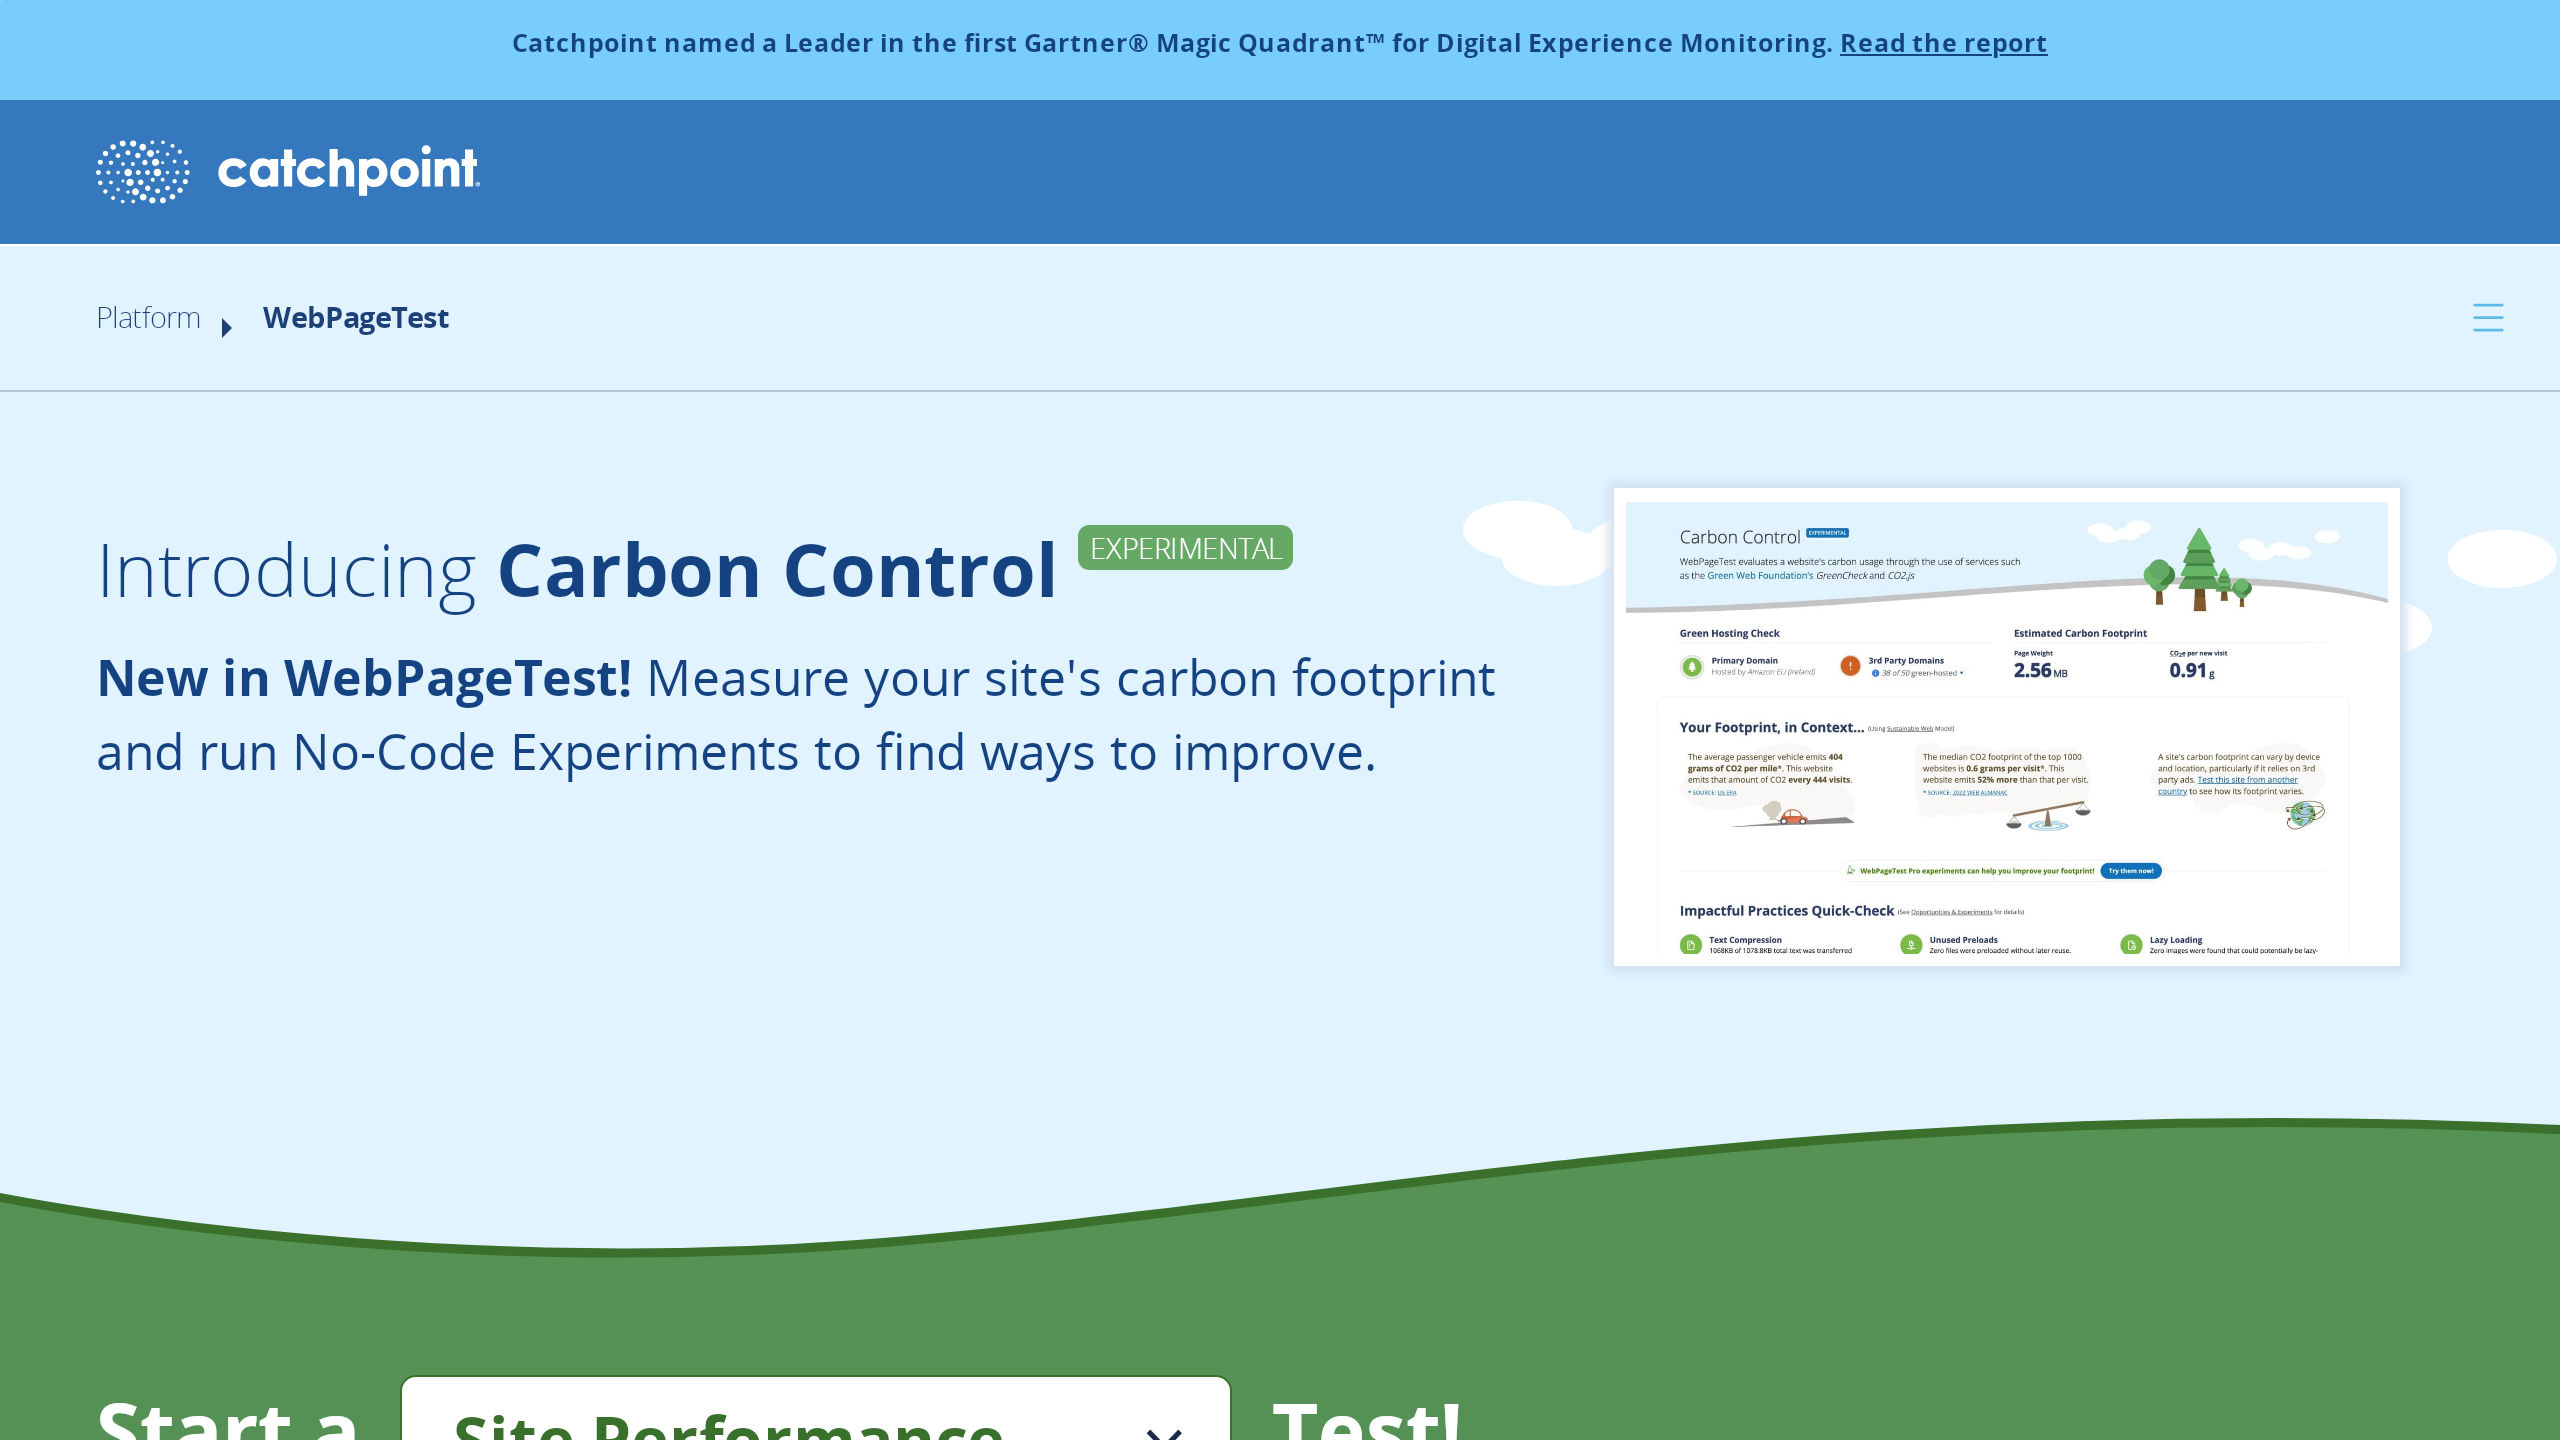 Catchpoint named a Leader in the first Gartner® Magic Quadrant™ for Digital Experience Monitoring. Read the report
catchpoint®
Platform WebPageTest
Introducing Carbon Control EXPERIMENTAL
New in WebPageTest! Measure your site's carbon footprint
and run No-Code Experiments to find ways to improve.
Carbon Control EXPERIMENTAL
WebPageTest evaluates a website's carbon usage through the use of services such
as the Green Web Foundation's GreenCheck and CO2.js
Green Hosting Check
Primary Domain
Hosted by Amazon EU (Ireland)
3rd Party Domains
38 of 50 green-hosted
Estimated Carbon Footprint
Page Weight
2.56 MB
CO2e per new visit
0.91 g
Your Footprint, in Context... (Using Sustainable Web Model)
The average passenger vehicle emits 404
grams of CO2 per mile*. This website
emits that amount of CO2 every 444 visits.
* SOURCE: US EPA
The median CO2 footprint of the top 1000
websites is 0.6 grams per visit*. This
website emits 52% more than that per visit.
* SOURCE: 2022 WEB ALMANAC
A site's carbon footprint can vary by device
and location, particularly if it relies on 3rd
party ads. Test this site from another
country to see how its footprint varies.
WebPageTest Pro experiments can help you improve your footprint! Try them now!
Impactful Practices Quick-Check (See Opportunities & Experiments for details)
Text Compression
1068KB of 1078.8KB total text was transferred
Unused Preloads
Zero files were preloaded without later reuse.
Lazy Loading
Zero images were found that could potentially be lazy-
Start a Site Performance Test!